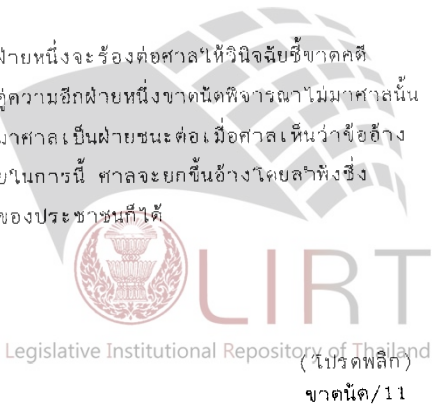 ฝ่ายหนึ่งจะร้องต่อศาลให้วินิจฉัยชี้ขาดคดี
คู่ความอีกฝ่ายหนึ่งขาดนัดพิจารณาไม่มาศาลนั้น
มาศาลเป็นฝ่ายชนะต่อเมื่อศาลเห็นว่าข้ออ้าง
ในการนี้ ศาลจะยกขึ้นอ้างโดยลำพังซึ่ง
ของประชาชนก็ได้
LIRT
Legislative Institutional Repository of Thailand
(โปรดพลิก)
ขาดนัด/11